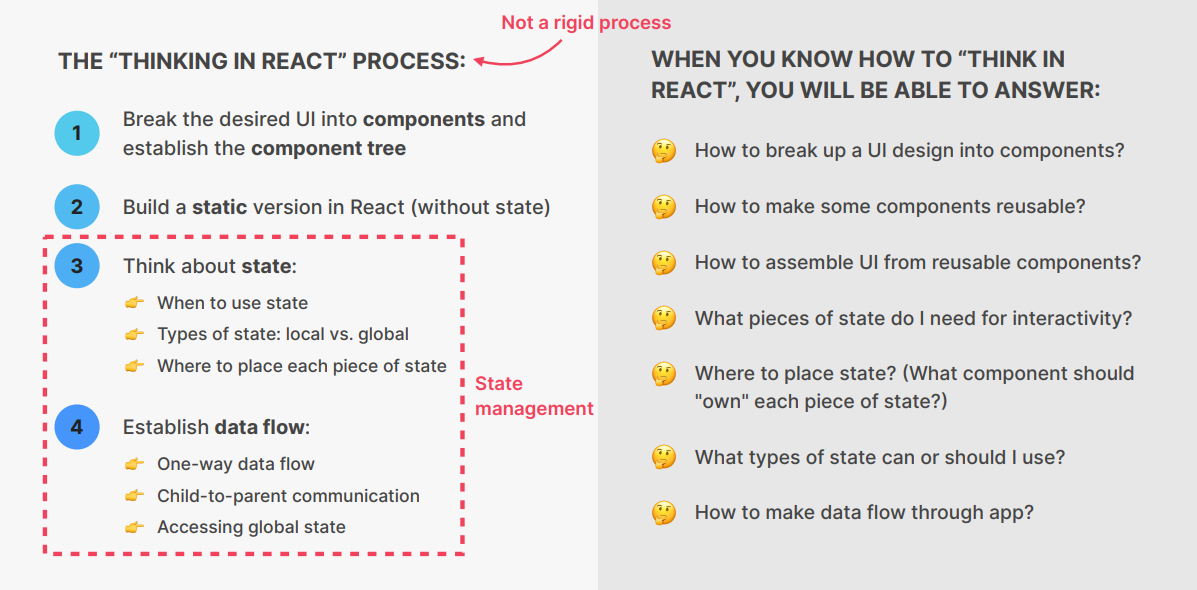 Not a rigid process
THE “THINKING IN REACT” PROCESS:
1
Break the desired UI into components and
establish the component tree
2
Build a static version in React (without state)
3
Think about state:
👉 When to use state
👉 Types of state: local vs. global
👉 Where to place each piece of state
State
management
4
Establish data flow:
👉 One-way data flow
👉 Child-to-parent communication
👉 Accessing global state
WHEN YOU KNOW HOW TO “THINK IN
REACT”, YOU WILL BE ABLE TO ANSWER:
🤔 How to break up a UI design into components?
🤔 How to make some components reusable?
🤔 How to assemble UI from reusable components?
🤔 What pieces of state do I need for interactivity?
🤔 Where to place state? (What component should
"own" each piece of state?)
🤔 What types of state can or should I use?
🤔 How to make data flow through app?